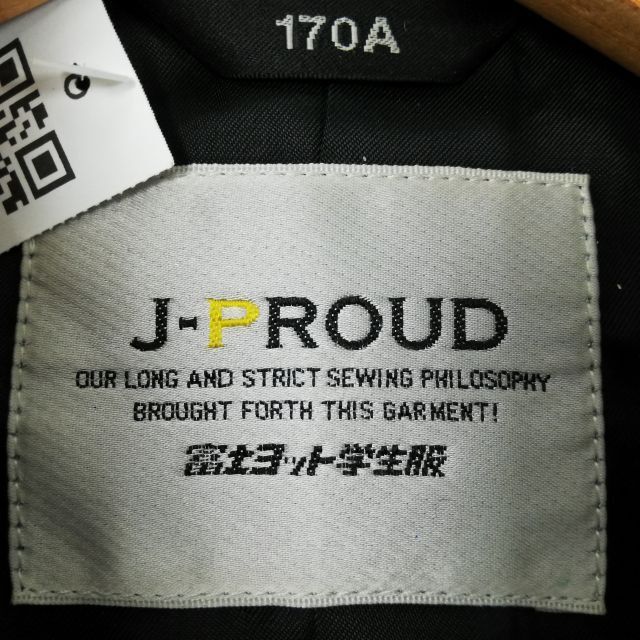 170A
J-PROUD
OUR LONG AND STRICT SEWING PHILOSOPHY
BROUGHT FORTH THIS GARMENT!
富士ヨット学生服